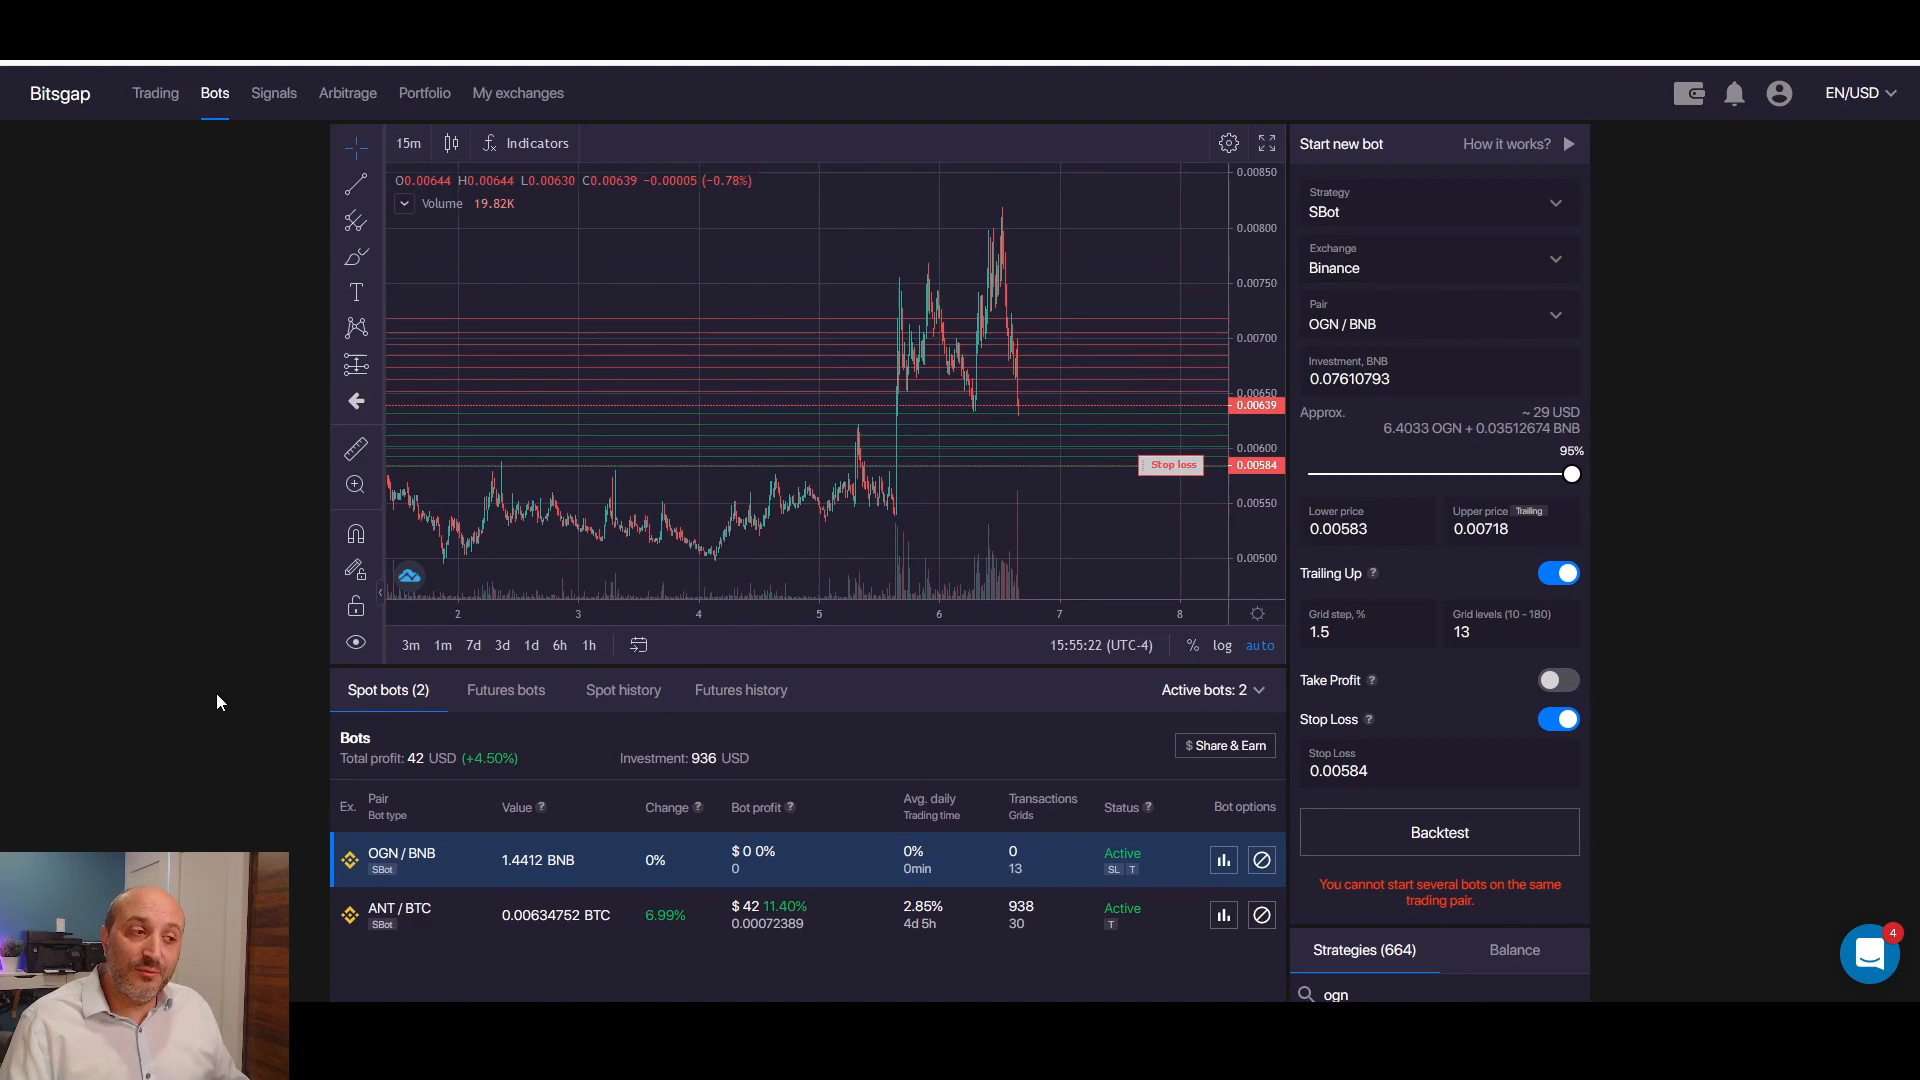 Bitsgap
Trading
Bots
Signals
Arbitrage
Portfolio
My exchanges
EN/USD
15m
Indicators
O0.00644 H0.00644 L0.00630 C0.00639 -0.00005 (-0.78%)
Volume 19.82K
0.00850
0.00800
0.00750
0.00700
0.00650
0.00639
0.00600
Stop loss
0.00584
0.00550
0.00500
2 3 4 5 6 7 8
3m 1m 7d 3d 1d 6h 1h
15:55:22 (UTC-4)
% log auto
Start new bot
How it works?
Strategy
SBot
Exchange
Binance
Pair
OGN / BNB
Investment, BNB
0.07610793
Approx. ~ 29 USD
6.4033 OGN + 0.03512674 BNB
95%
Lower price
0.00583
Upper price Trailing
0.00718
Trailing Up ?
Grid step, %
1.5
Grid levels (10 - 180)
13
Take Profit ?
Stop Loss ?
Stop Loss
0.00584
Backtest
You cannot start several bots on the same
trading pair.
Strategies (664)
Balance
ogn
Spot bots (2)
Futures bots
Spot history
Futures history
Active bots: 2
Bots
Total profit: 42 USD (+4.50%)
Investment: 936 USD
$ Share & Earn
Ex.
Pair
Bot type
Value ?
Change ?
Bot profit ?
Avg. daily
Trading time
Transactions
Grids
Status ?
Bot options
OGN / BNB
SBot
1.4412 BNB
0%
$ 0 0%
0
0%
0min
0
13
Active
SL T
ANT / BTC
SBot
0.00634752 BTC
6.99%
$ 42 11.40%
0.00072389
2.85%
4d 5h
938
30
Active
T
4